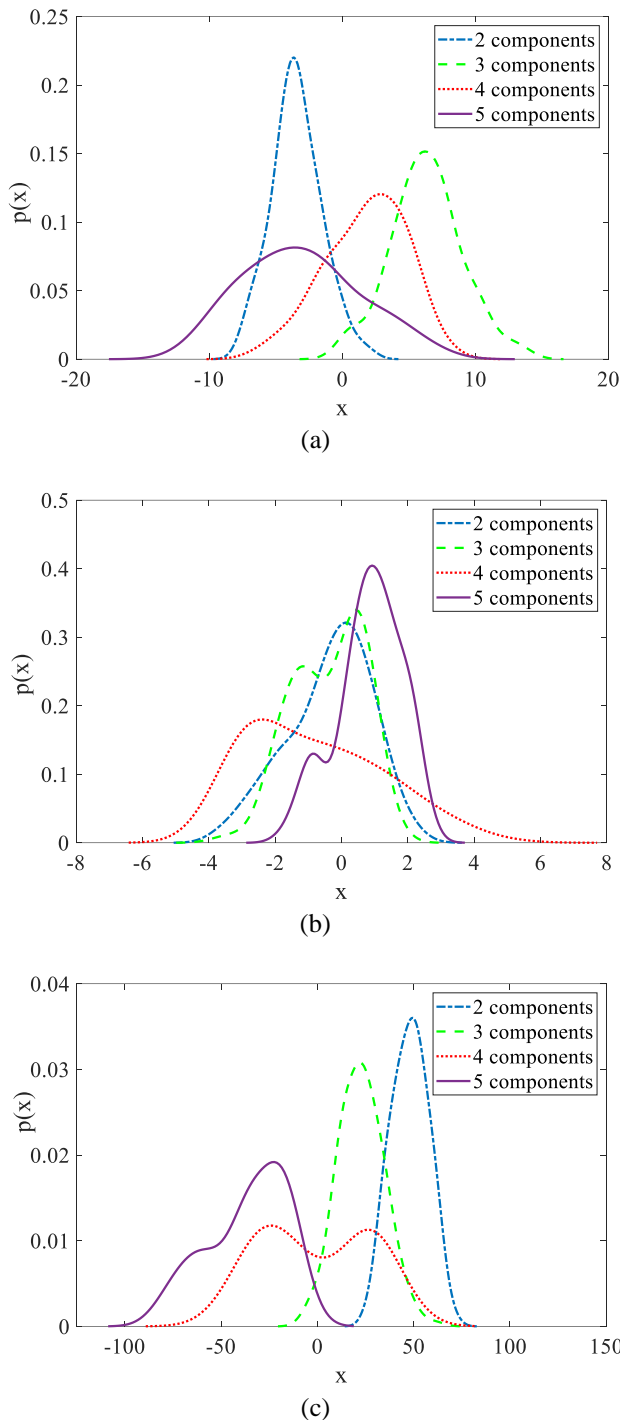 0.25
0.2
0.15
0.1
0.05
0
p(x)
2 components
3 components
4 components
5 components
-20
-10
0
10
20
x
(a)
0.5
0.4
0.3
0.2
0.1
0
p(x)
2 components
3 components
4 components
5 components
-8
-6
-4
-2
0
2
4
6
8
x
(b)
0.04
0.03
0.02
0.01
0
p(x)
2 components
3 components
4 components
5 components
-100
-50
0
50
100
150
x
(c)